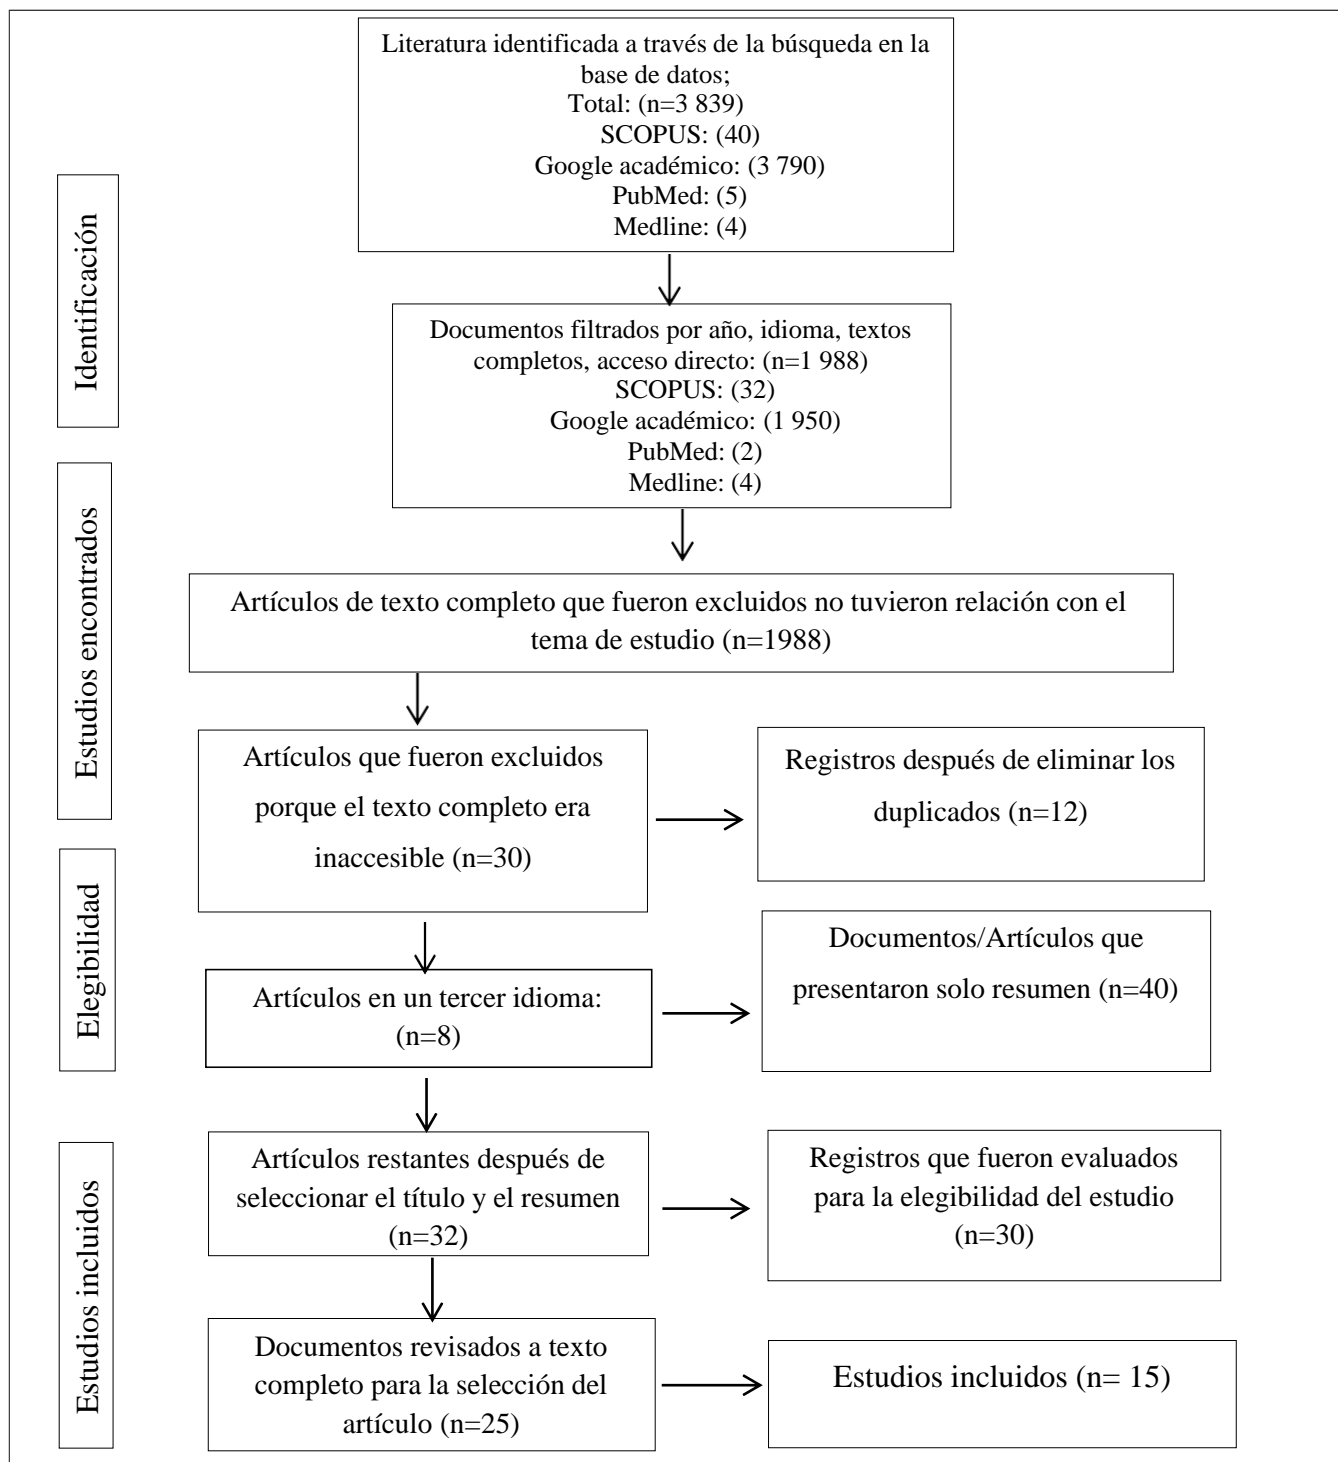 Literatura identificada a través de la búsqueda en la
base de datos;
Total: (n=3 839)
SCOPUS: (40)
Google académico: (3 790)
PubMed: (5)
Medline: (4)
Identificación
Documentos filtrados por año, idioma, textos
completos, acceso directo: (n=1 988)
SCOPUS: (32)
Google académico: (1 950)
PubMed: (2)
Medline: (4)
Estudios encontrados
Artículos de texto completo que fueron excluidos no tuvieron relación con el
tema de estudio (n=1988)
Artículos que fueron excluidos
porque el texto completo era
inaccesible (n=30)
Registros después de eliminar los
duplicados (n=12)
Elegibilidad
Artículos en un tercer idioma:
(n=8)
Documentos/Artículos que
presentaron solo resumen (n=40)
Estudios incluidos
Artículos restantes después de
seleccionar el título y el resumen
(n=32)
Registros que fueron evaluados
para la elegibilidad del estudio
(n=30)
Documentos revisados a texto
completo para la selección del
artículo (n=25)
Estudios incluidos (n= 15)